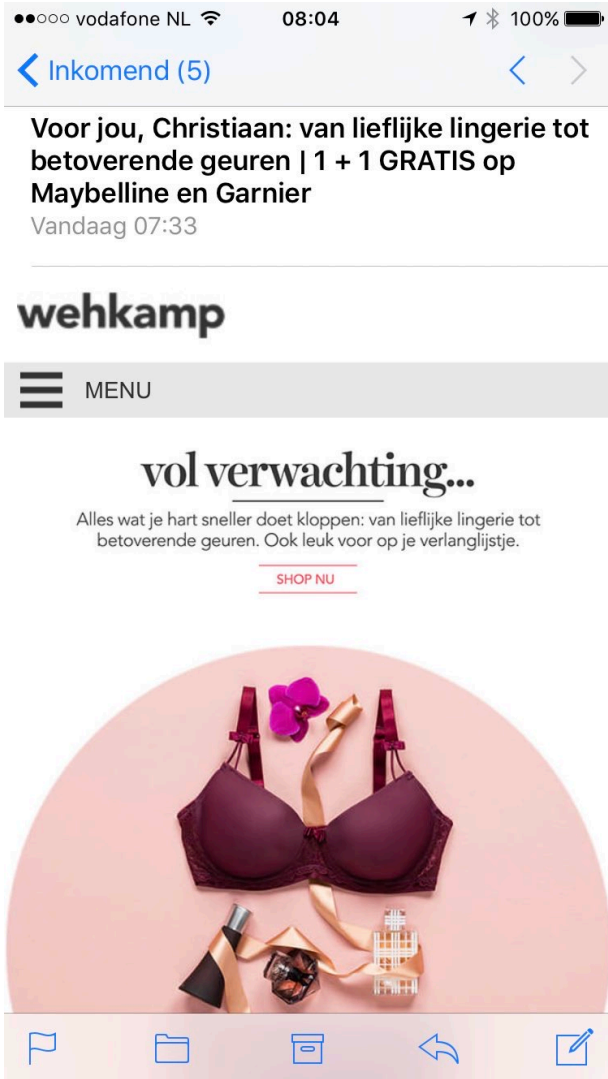 vodafone NL 08:04 100%
Inkomend (5)
Voor jou, Christiaan: van lieflijke lingerie tot
betoverende geuren | 1 + 1 GRATIS op
Maybelline en Garnier
Vandaag 07:33
wehkamp
MENU
vol verwachting...
Alles wat je hart sneller doet kloppen: van lieflijke lingerie tot
betoverende geuren. Ook leuk voor op je verlanglijstje.
SHOP NU